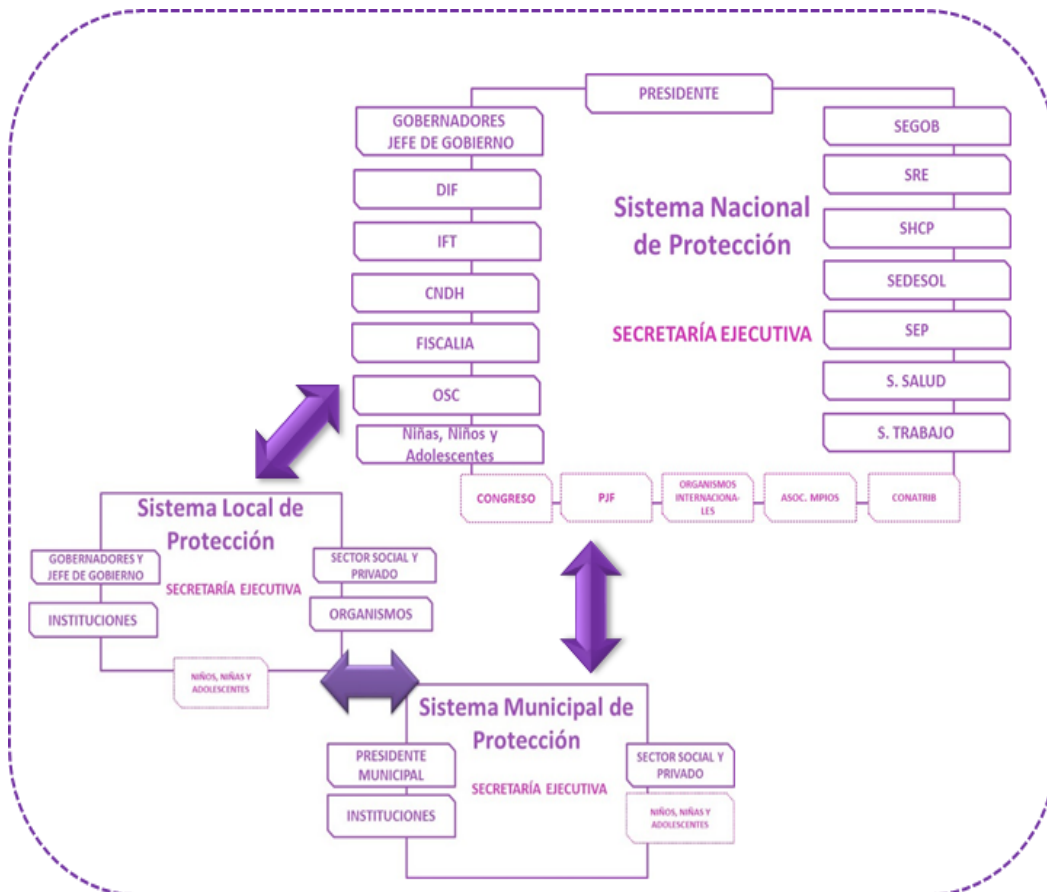 PRESIDENTE
GOBERNADORES
JEFE DE GOBIERNO
DIF
IFT
CNDH
FISCALIA
OSC
Niñas, Niños y
Adolescentes
Sistema Nacional
de Protección
SECRETARÍA EJECUTIVA
SEGOB
SRE
SHCP
SEDESOL
SEP
S. SALUD
S. TRABAJO
CONGRESO
PJF
ORGANISMOS
INTERNACIONA-
LES
ASOC. MPIOS
CONATRIB
Sistema Local de
Protección
SECRETARÍA EJECUTIVA
GOBERNADORES Y
JEFE DE GOBIERNO
INSTITUCIONES
SECTOR SOCIAL Y
PRIVADO
ORGANISMOS
NIÑOS, NIÑAS Y
ADOLESCENTES
Sistema Municipal de
Protección
SECRETARÍA EJECUTIVA
PRESIDENTE
MUNICIPAL
INSTITUCIONES
SECTOR SOCIAL Y
PRIVADO
NIÑOS, NIÑAS Y
ADOLESCENTES